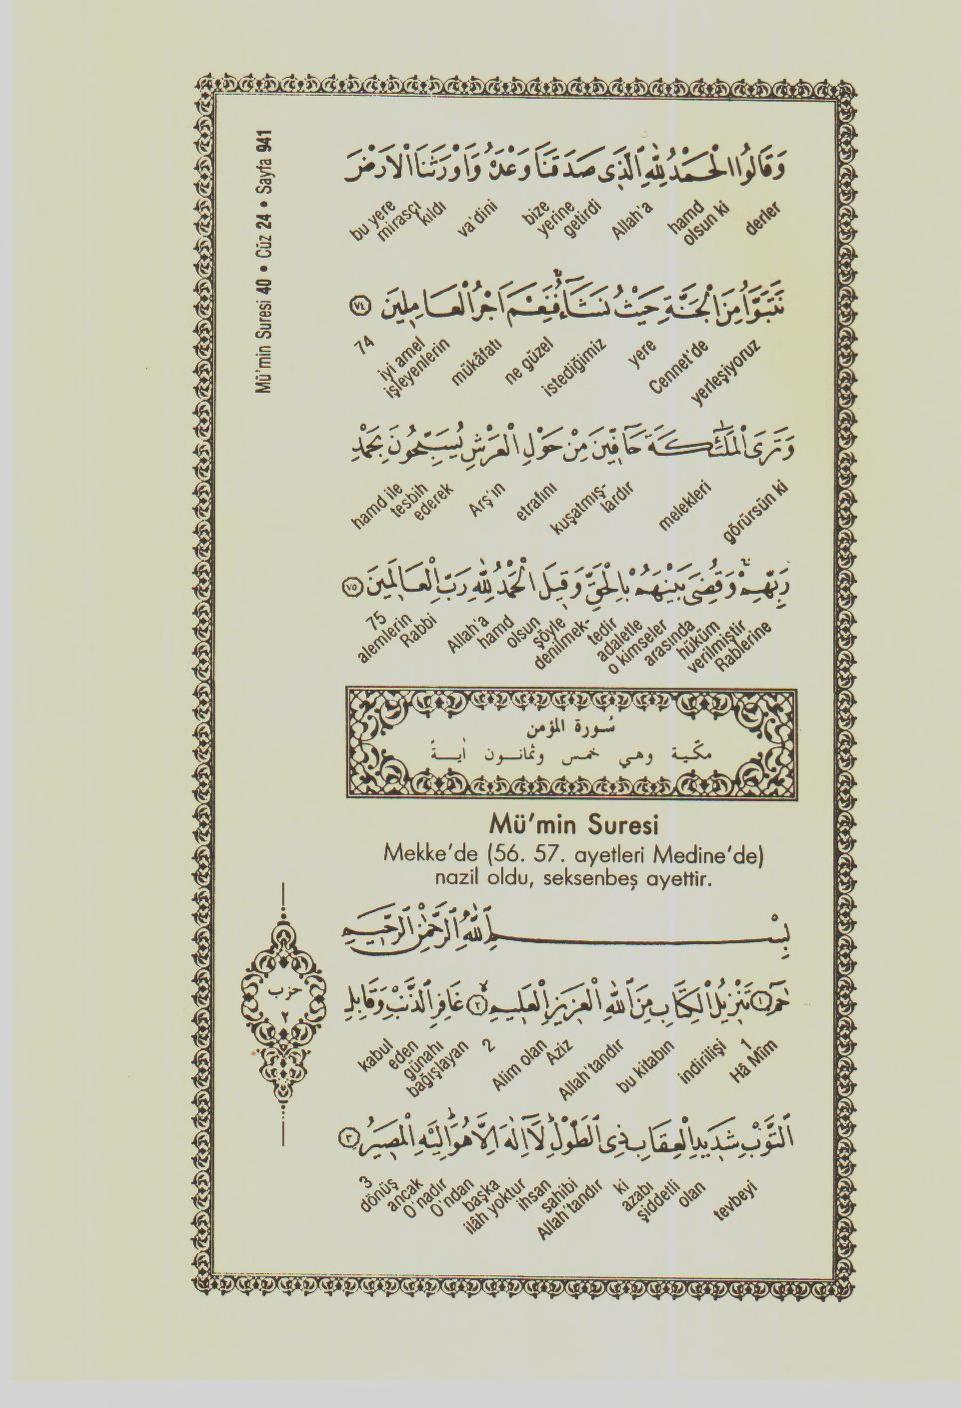 Mü'min Suresi 40 • Cüz 24 • Sayfa 941
وَقَالُوا الْحَمْدُ لِلّٰهِ الَّذ۪ي صَدَقَنَا وَعْدَهُ وَاَوْرَثَنَا الْاَرْضَ
derler hamd olsun ki Allah'a yerine getirdi bize va'dini kıldı mirasçı bu yere
نَتَبَوَّاُ مِنَ الْجَنَّةِ حَيْثُ نَشَٓاءُۚ فَنِعْمَ اَجْرُ الْعَامِل۪ينَ ﴿٧٤﴾
yerleşiyoruz Cennet'de yere istediğimiz ne güzel mükâfatı iyi amel işleyenlerin 74
وَتَرَى الْمَلٰٓئِكَةَ حَٓافّ۪ينَ مِنْ حَوْلِ الْعَرْشِ يُسَبِّحُونَ بِحَمْدِ
görürsün ki melekleri kuşatmış- lardır etrafını Arş'ın hamd ile tesbih ederek
رَبِّهِمْۚ وَقُضِيَ بَيْنَهُمْ بِالْحَقِّ وَق۪يلَ الْحَمْدُ لِلّٰهِ رَبِّ الْعَالَم۪ينَ ﴿٧٥﴾
Rablerine verilmiştir hüküm arasında o kimseler adaletle tedir denilmek- şöyle olsun hamd Allah'a Rabbi alemlerin 75
سُورة المؤمن
مكّية وهي خمس وثمانون اٰيةً
Mü'min Suresi
Mekke'de (56. 57. ayetleri Medine'de)
nazil oldu, seksenbeş ayettir.
بِسْمِ اللّٰهِ الرَّحْمٰنِ الرَّح۪يمِ
حزب
٢
حٰمٓ ﴿١﴾ تَنْز۪يلُ الْكِتَابِ مِنَ اللّٰهِ الْعَز۪يزِ الْعَل۪يمِۙ ﴿٢﴾ غَافِرِ الذَّنْبِ وَقَابِلِ
Hâ Mîm 1 indirilişi bu kitabın Allah'tandır Aziz Alim olan 2 bağışlayan günahı eden kabul
التَّوْبِ شَد۪يدِ الْعِقَابِ ذِي الطَّوْلِۜ لَٓا اِلٰهَ اِلَّا هُوَۜ اِلَيْهِ الْمَص۪يرُ ﴿٣﴾
tevbeyi olan şiddetli azabı ki Allah'tandır sahibi ihsan ilâh yoktur başka O'ndan O'nadır ancak dönüş 3